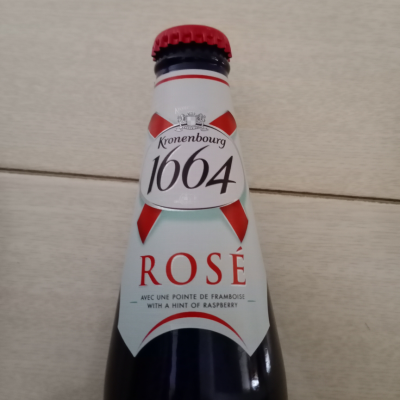 Kronenbourg
1664
ROSÉ
AVEC UNE POINTE DE FRAMBOISE
WITH A HINT OF RASPBERRY